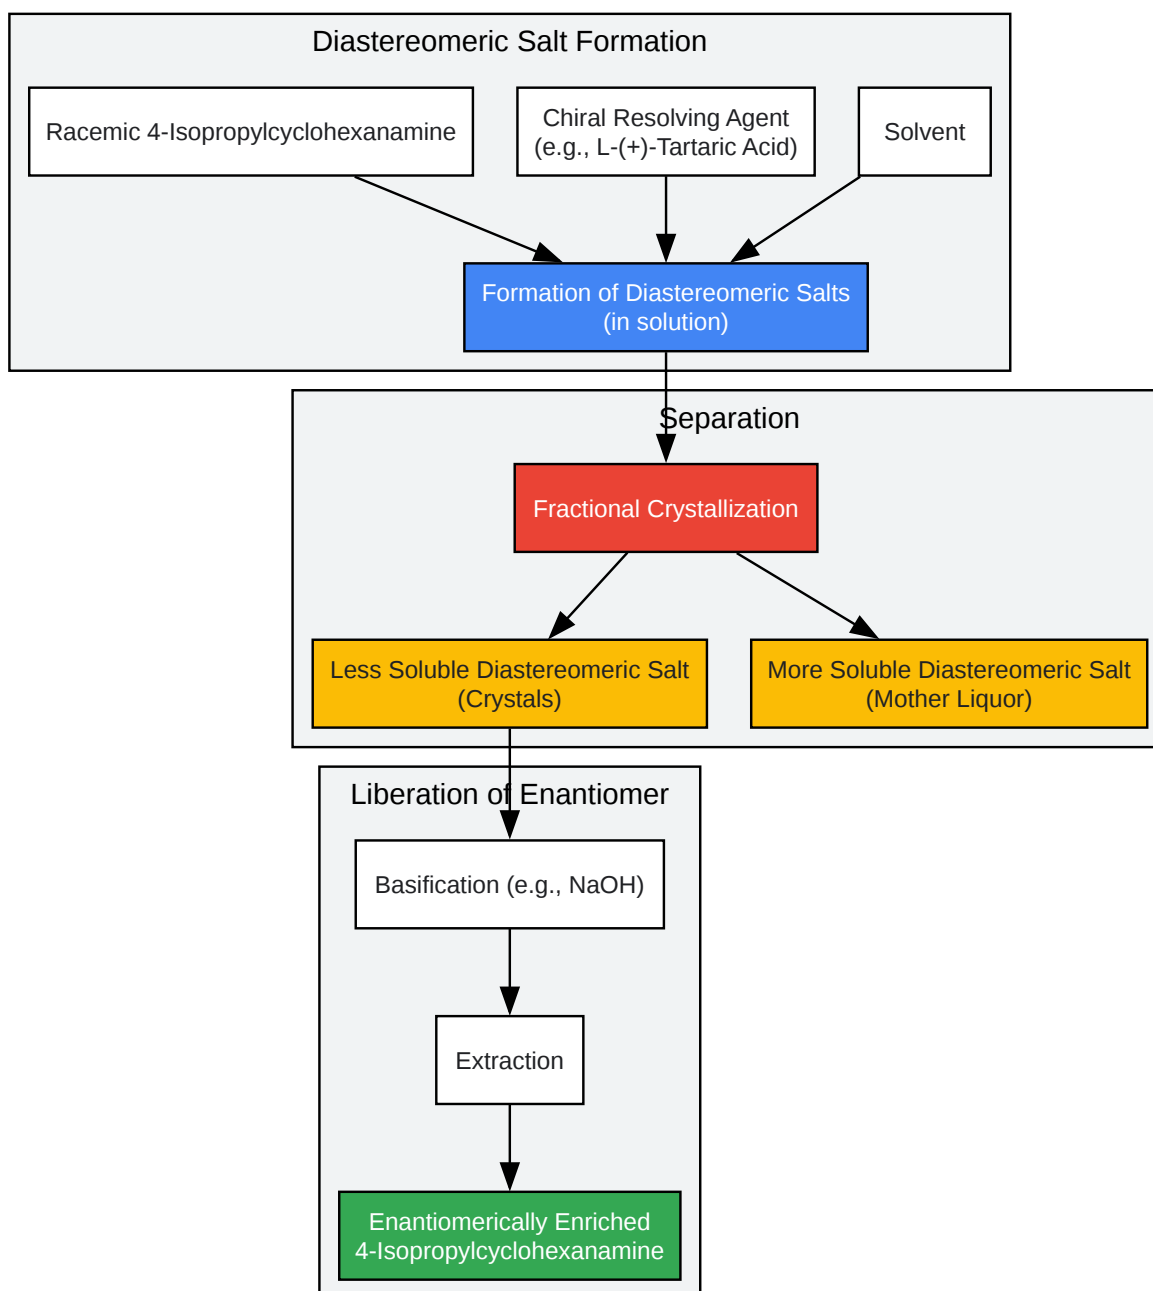 Diastereomeric Salt Formation
Racemic 4-Isopropylcyclohexanamine
Chiral Resolving Agent
(e.g., L-(+)-Tartaric Acid)
Solvent
Formation of Diastereomeric Salts
(in solution)
Separation
Fractional Crystallization
Less Soluble Diastereomeric Salt
(Crystals)
More Soluble Diastereomeric Salt
(Mother Liquor)
Liberation of Enantiomer
Basification (e.g., NaOH)
Extraction
Enantiomerically Enriched
4-Isopropylcyclohexanamine